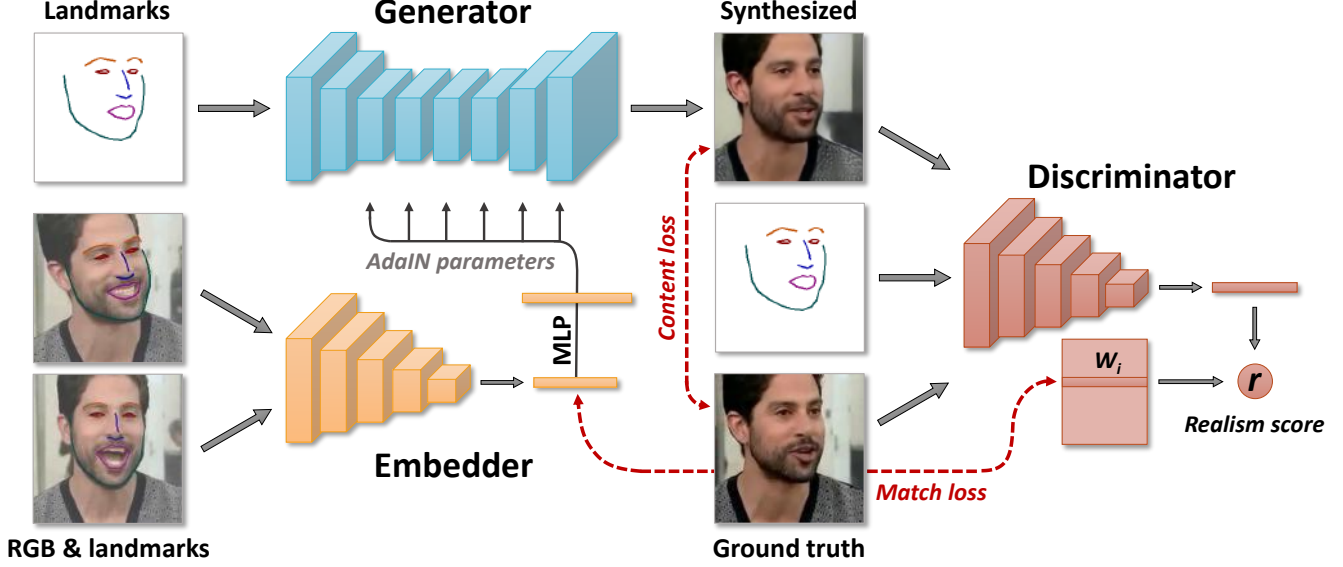 Landmarks
Generator
Synthesized
Discriminator
AdaIN parameters
Content loss
MLP
W_i
r
Realism score
Embedder
Match loss
RGB & landmarks
Ground truth